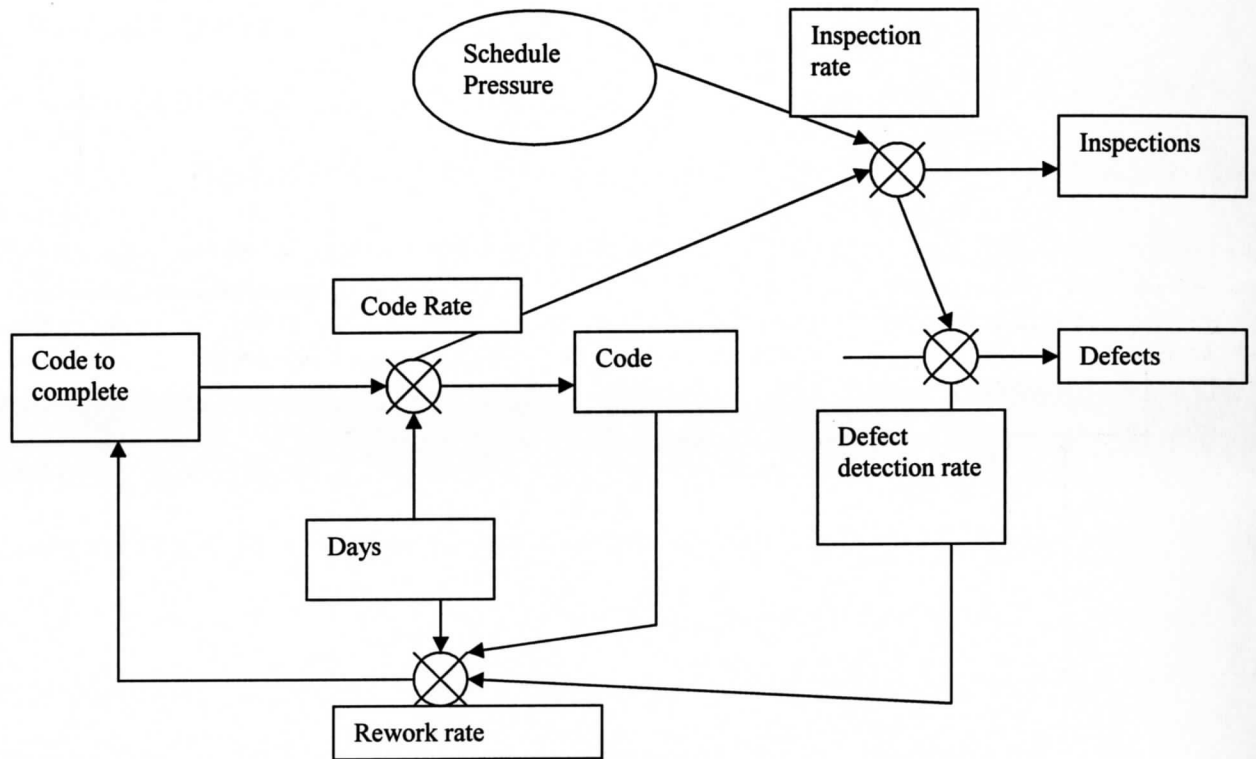 Schedule
Pressure
Inspection
rate
Inspections
Code Rate
Code to
complete
Code
Defects
Defect
detection rate
Days
Rework rate